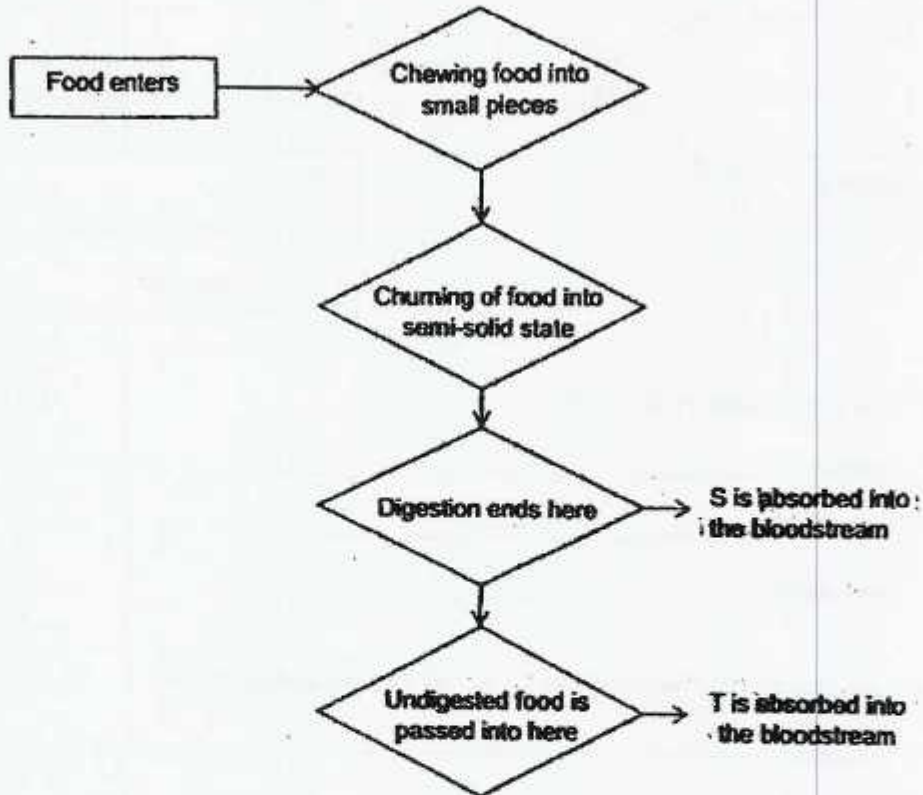 Food enters
Chewing food into
small pieces
Churning of food into
semi-solid state
Digestion ends here
S is absorbed into
the bloodstream
Undigested food is
passed into here
T is absorbed into
the bloodstream